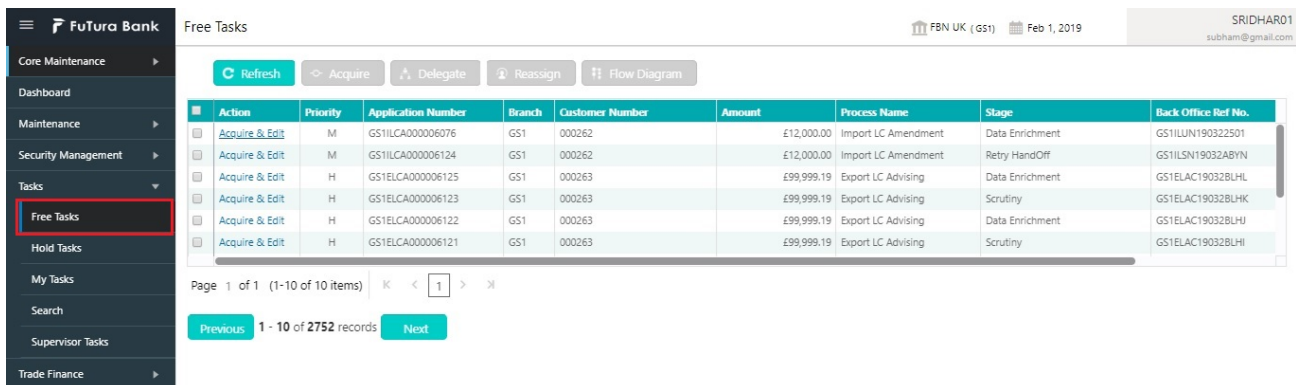 FuTura Bank
Free Tasks
FBN UK (GS1)
Feb 1, 2019
SRIDHAR01
subham@gmail.com
Core Maintenance
Dashboard
Maintenance
Security Management
Tasks
Free Tasks
Hold Tasks
My Tasks
Search
Supervisor Tasks
Trade Finance
Refresh Acquire Delegate Reassign Flow Diagram
Action Priority Application Number Branch Customer Number Amount Process Name Stage Back Office Ref No.
Acquire & Edit M GS1ILCA000006076 GS1 000262 £12,000.00 Import LC Amendment Data Enrichment GS1ILUN190322501
Acquire & Edit M GS1ILCA000006124 GS1 000262 £12,000.00 Import LC Amendment Retry HandOff GS1ILSN19032ABYN
Acquire & Edit H GS1ELCA000006125 GS1 000263 £99,999.19 Export LC Advising Data Enrichment GS1ELAC19032BLHL
Acquire & Edit H GS1ELCA000006123 GS1 000263 £99,999.19 Export LC Advising Scrutiny GS1ELAC19032BLHK
Acquire & Edit H GS1ELCA000006122 GS1 000263 £99,999.19 Export LC Advising Data Enrichment GS1ELAC19032BLHJ
Acquire & Edit H GS1ELCA000006121 GS1 000263 £99,999.19 Export LC Advising Scrutiny GS1ELAC19032BLHI
Page 1 of 1 (1-10 of 10 items) 1
Previous 1 - 10 of 2752 records Next